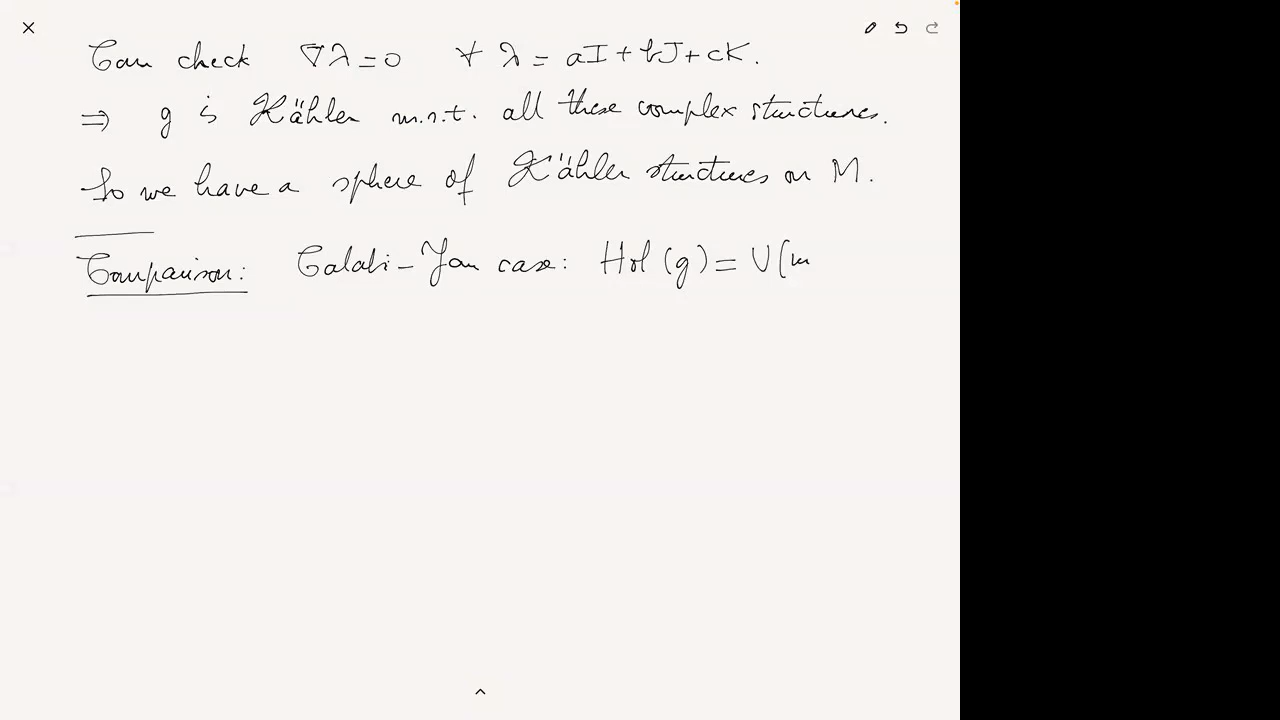 Can check ∇λ=0 ∀ λ = aI + bJ + cK.
⇒ g is Kähler w.r.t. all these complex structures.
So we have a sphere of Kähler structures on M.
Comparison: Calabi-Yau case: Hol (g) = U(m